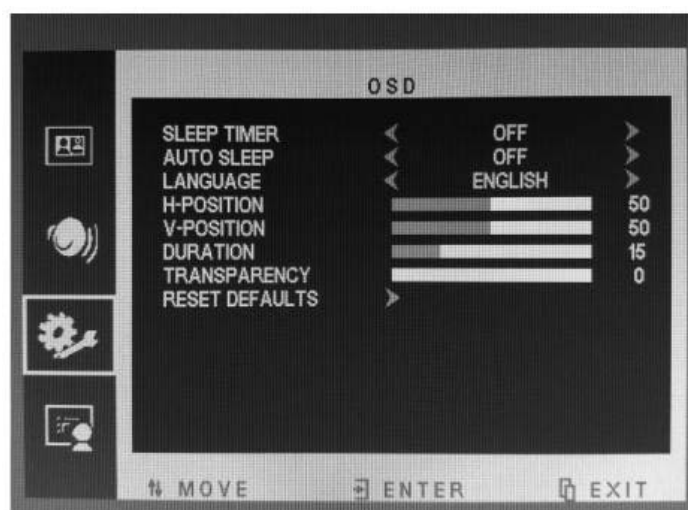 OSD
SLEEP TIMER OFF
AUTO SLEEP OFF
LANGUAGE ENGLISH
H-POSITION 50
V-POSITION 50
DURATION 15
TRANSPARENCY 0
RESET DEFAULTS
MOVE ENTER EXIT